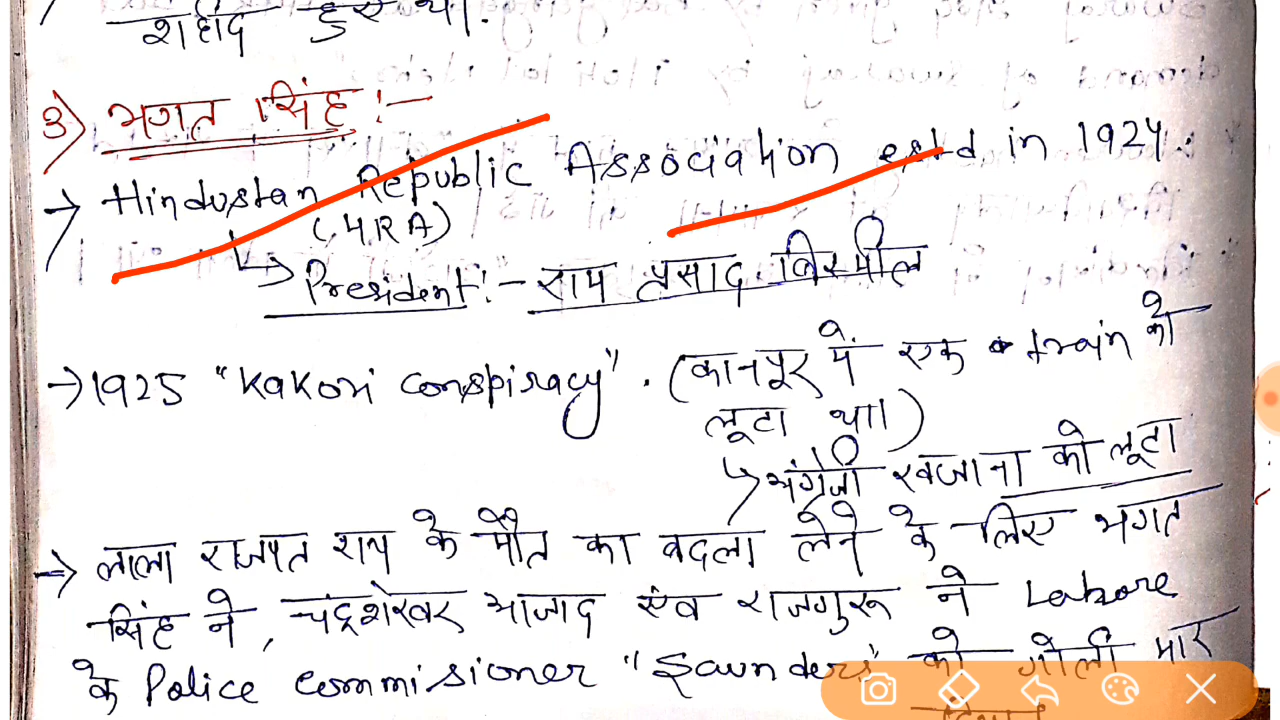 शहीद हुए थे.
3) भगत सिंह :-
→ Hindustan Republic Association estd in 1924.
(HRA)
↳ President :- राम प्रसाद बिस्मील
→ 1925 "Kakori Conspiracy". (कानपूर में एक train को
लूटा था।)
↳ अंग्रेजी खजाना को लूटा
→ लाला राजपत राय के मौत का बदला लेने के लिए भगत
सिंह ने, चंद्रशेखर आजाद एंव राजगुरू ने Lahore
के Police commissioner "Saunders" को गोली मार